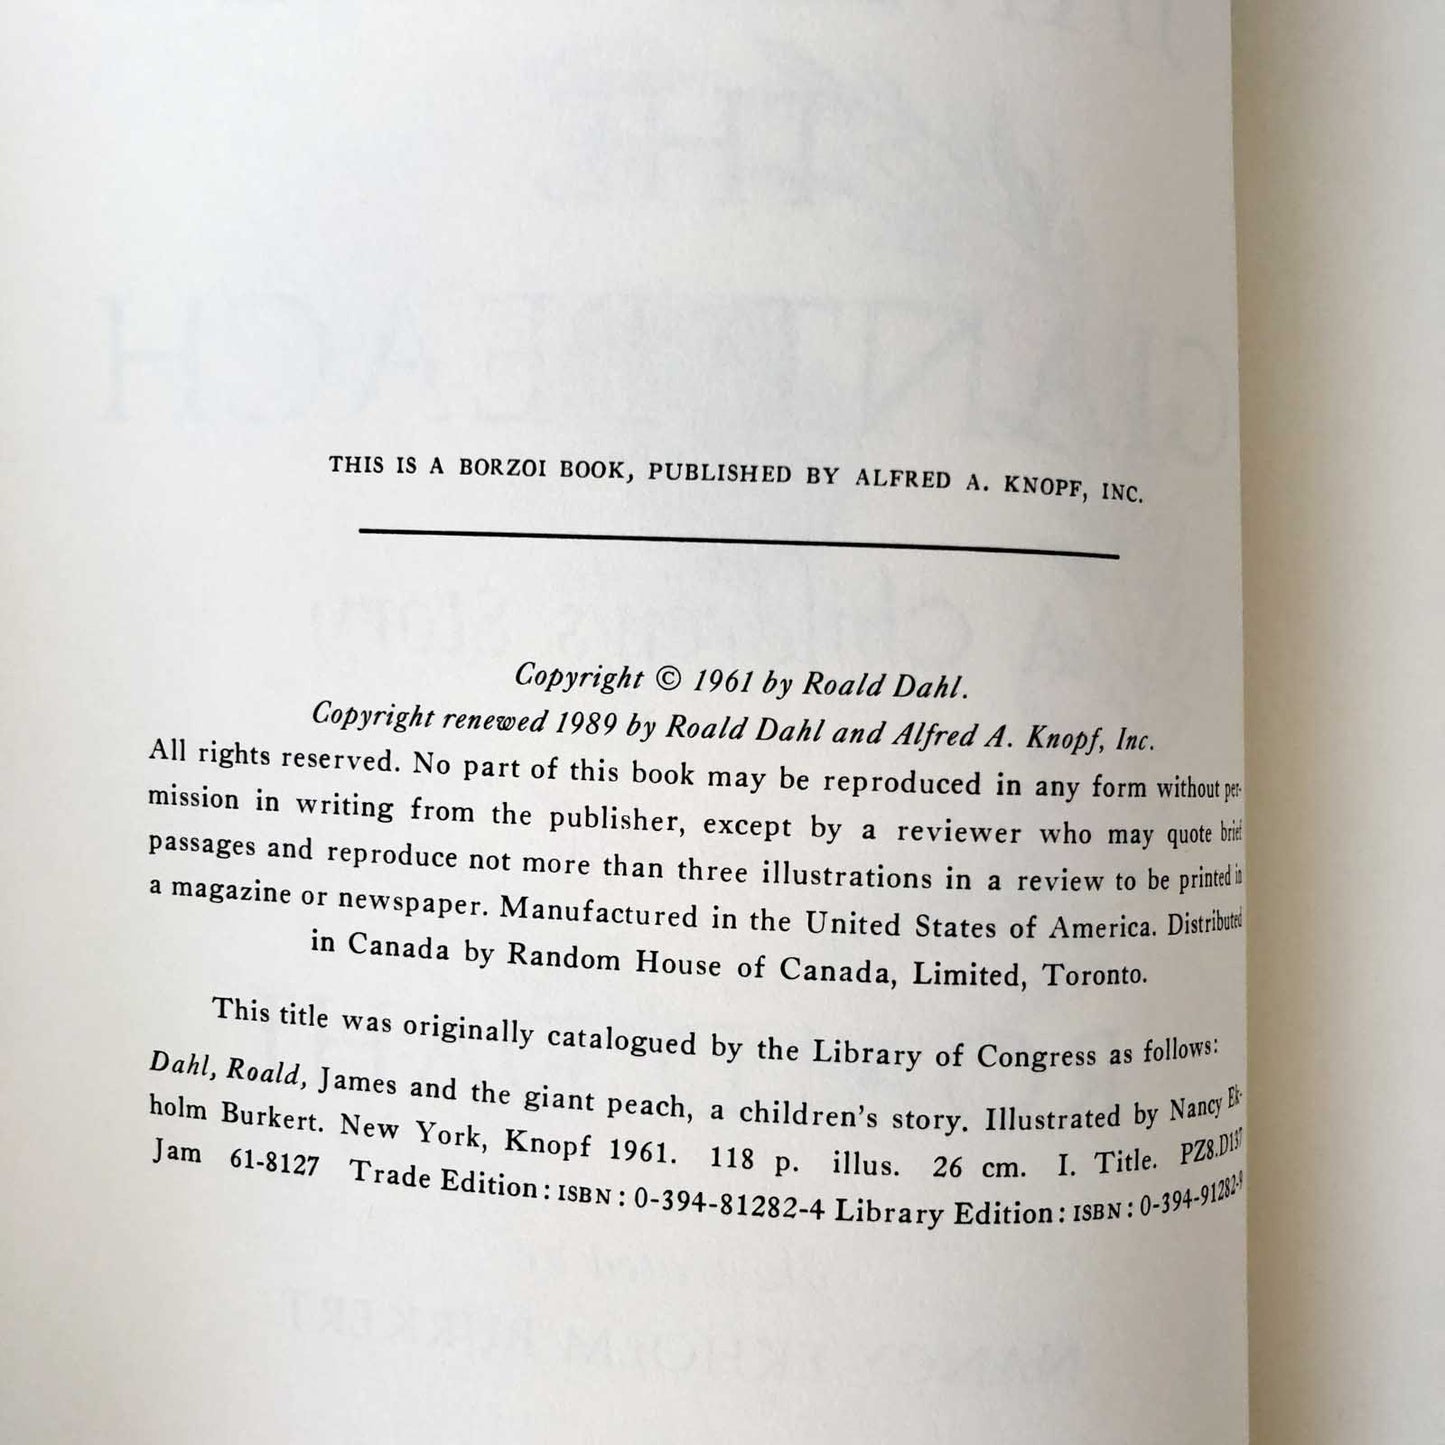 THIS IS A BORZOI BOOK, PUBLISHED BY ALFRED A. KNOPF, INC.
Copyright © 1961 by Roald Dahl.
Copyright renewed 1989 by Roald Dahl and Alfred A. Knopf, Inc.
All rights reserved. No part of this book may be reproduced in any form without per-
mission in writing from the publisher, except by a reviewer who may quote brief
passages and reproduce not more than three illustrations in a review to be printed in
a magazine or newspaper. Manufactured in the United States of America. Distributed
in Canada by Random House of Canada, Limited, Toronto.
This title was originally catalogued by the Library of Congress as follows:
Dahl, Roald, James and the giant peach, a children's story. Illustrated by Nancy Ek-
holm Burkert. New York, Knopf 1961. 118 p. illus. 26 cm. I. Title. PZ8.D137
Jam 61-8127 Trade Edition: ISBN: 0-394-81282-4 Library Edition: ISBN: 0-394-91282-9